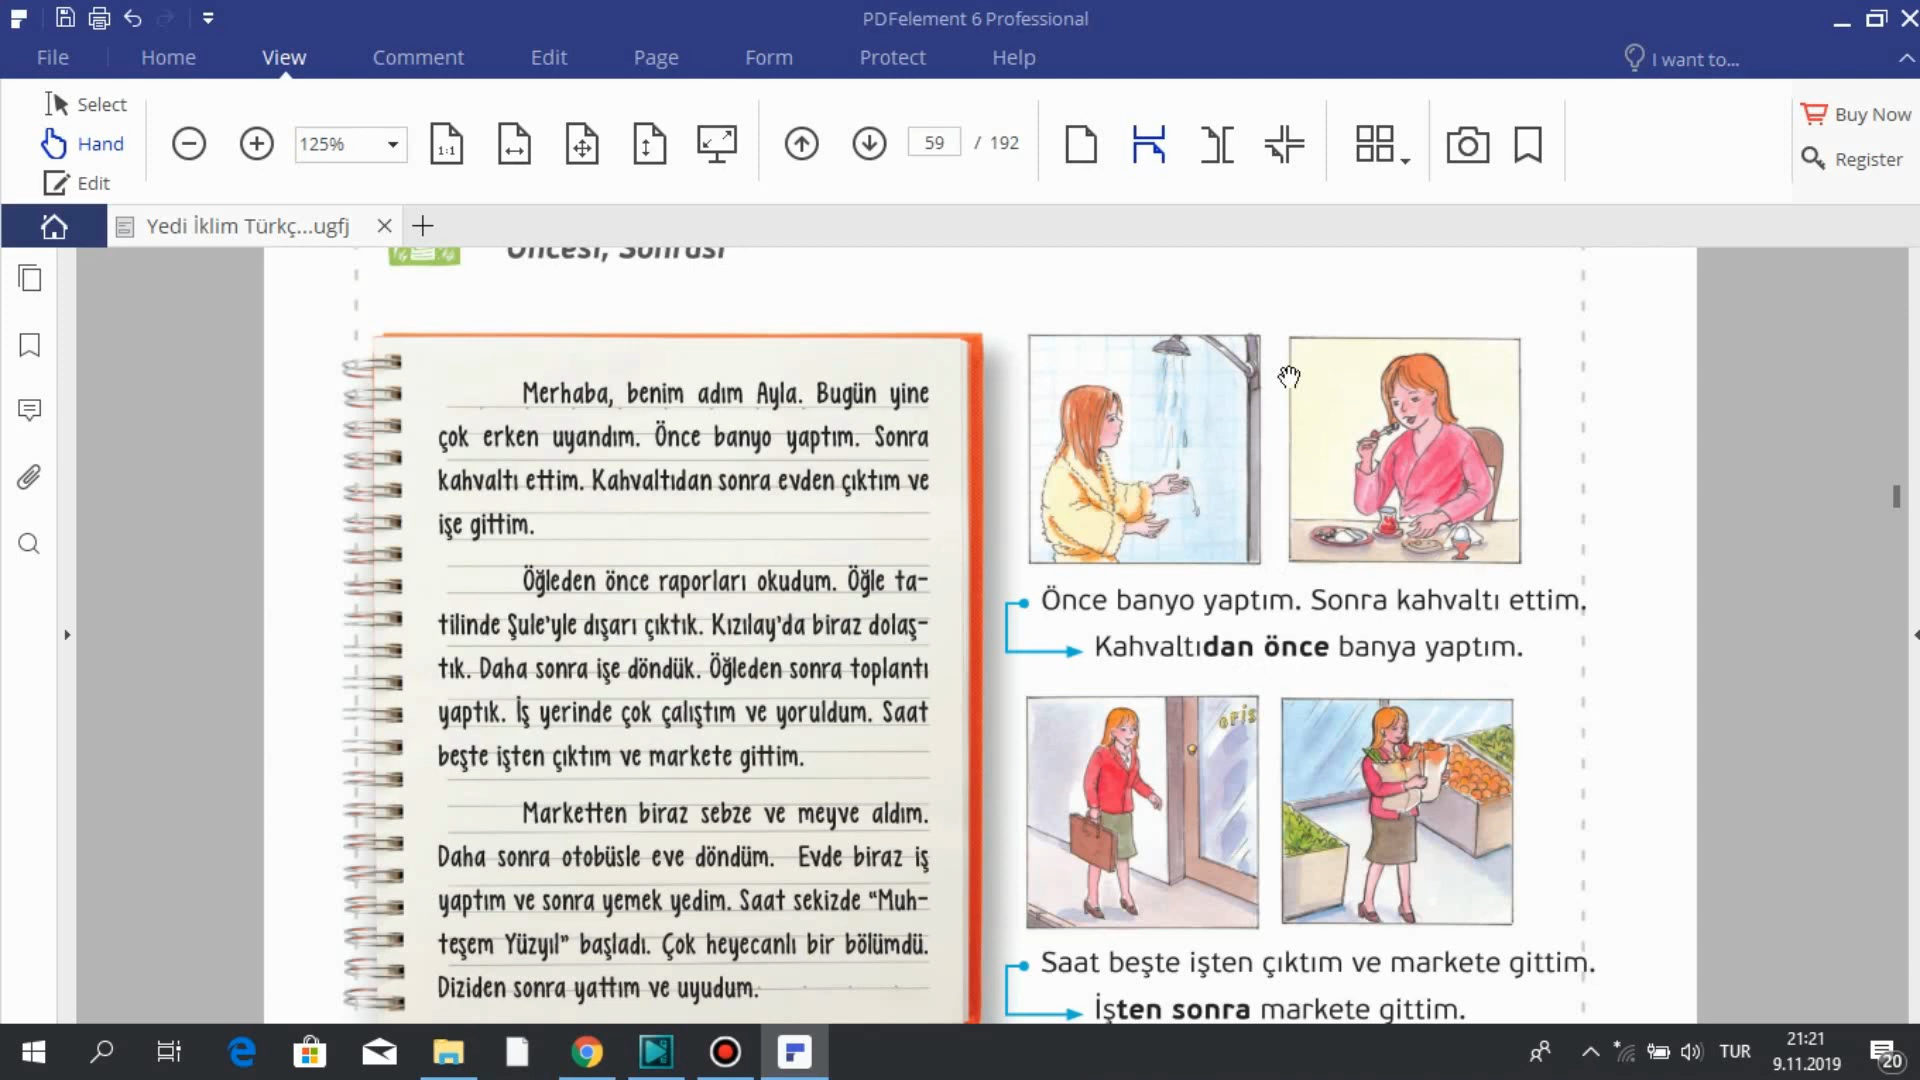 PDFelement 6 Professional
File Home View Comment Edit Page Form Protect Help I want to...
Select
Hand
Edit
125%
1:1
59 / 192
Buy Now
Register
Yedi İklim Türkç...ugfj
Öncesi, Sonrası
Merhaba, benim adım Ayla. Bugün yine
çok erken uyandım. Önce banyo yaptım. Sonra
kahvaltı ettim. Kahvaltıdan sonra evden çıktım ve
işe gittim.
Öğleden önce raporları okudum. Öğle ta-
tilinde Şule'yle dışarı çıktık. Kızılay'da biraz dolaş-
tık. Daha sonra işe döndük. Öğleden sonra toplantı
yaptık. İş yerinde çok çalıştım ve yoruldum. Saat
beşte işten çıktım ve markete gittim.
Marketten biraz sebze ve meyve aldım.
Daha sonra otobüsle eve döndüm. Evde biraz iş
yaptım ve sonra yemek yedim. Saat sekizde "Muh-
teşem Yüzyıl" başladı. Çok heyecanlı bir bölümdü.
Diziden sonra yattım ve uyudum.
Önce banyo yaptım. Sonra kahvaltı ettim.
Kahvaltıdan önce banya yaptım.
OFİS
Saat beşte işten çıktım ve markete gittim.
İşten sonra markete gittim.
TUR
21:21
9.11.2019
20